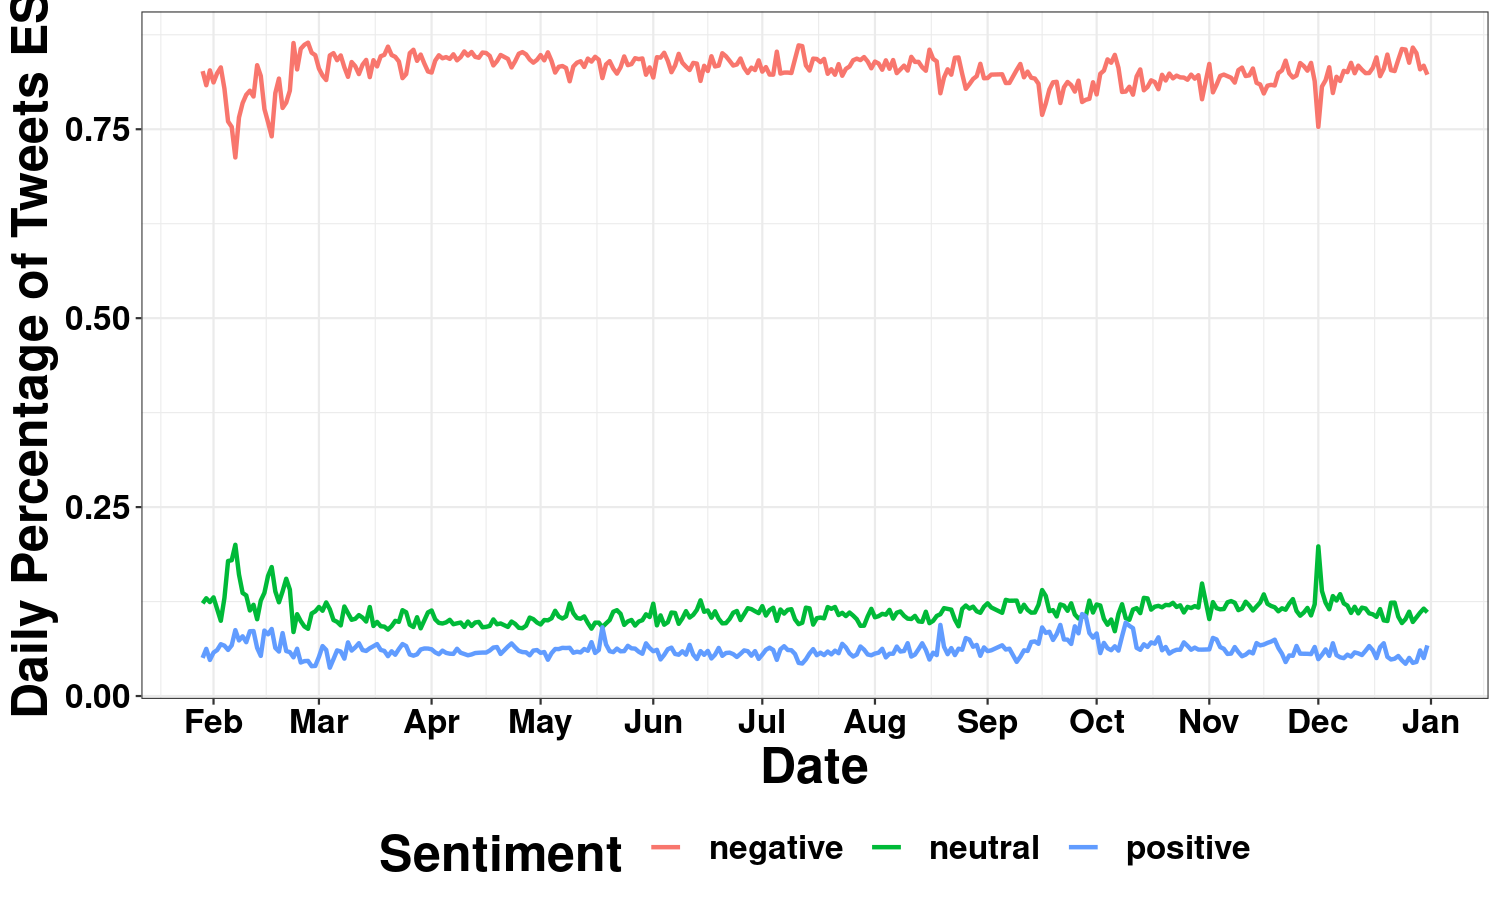 Daily Percentage of Tweets ES
0.75
0.50
0.25
0.00
Feb Mar Apr May Jun Jul Aug Sep Oct Nov Dec Jan
Date
Sentiment negative neutral positive